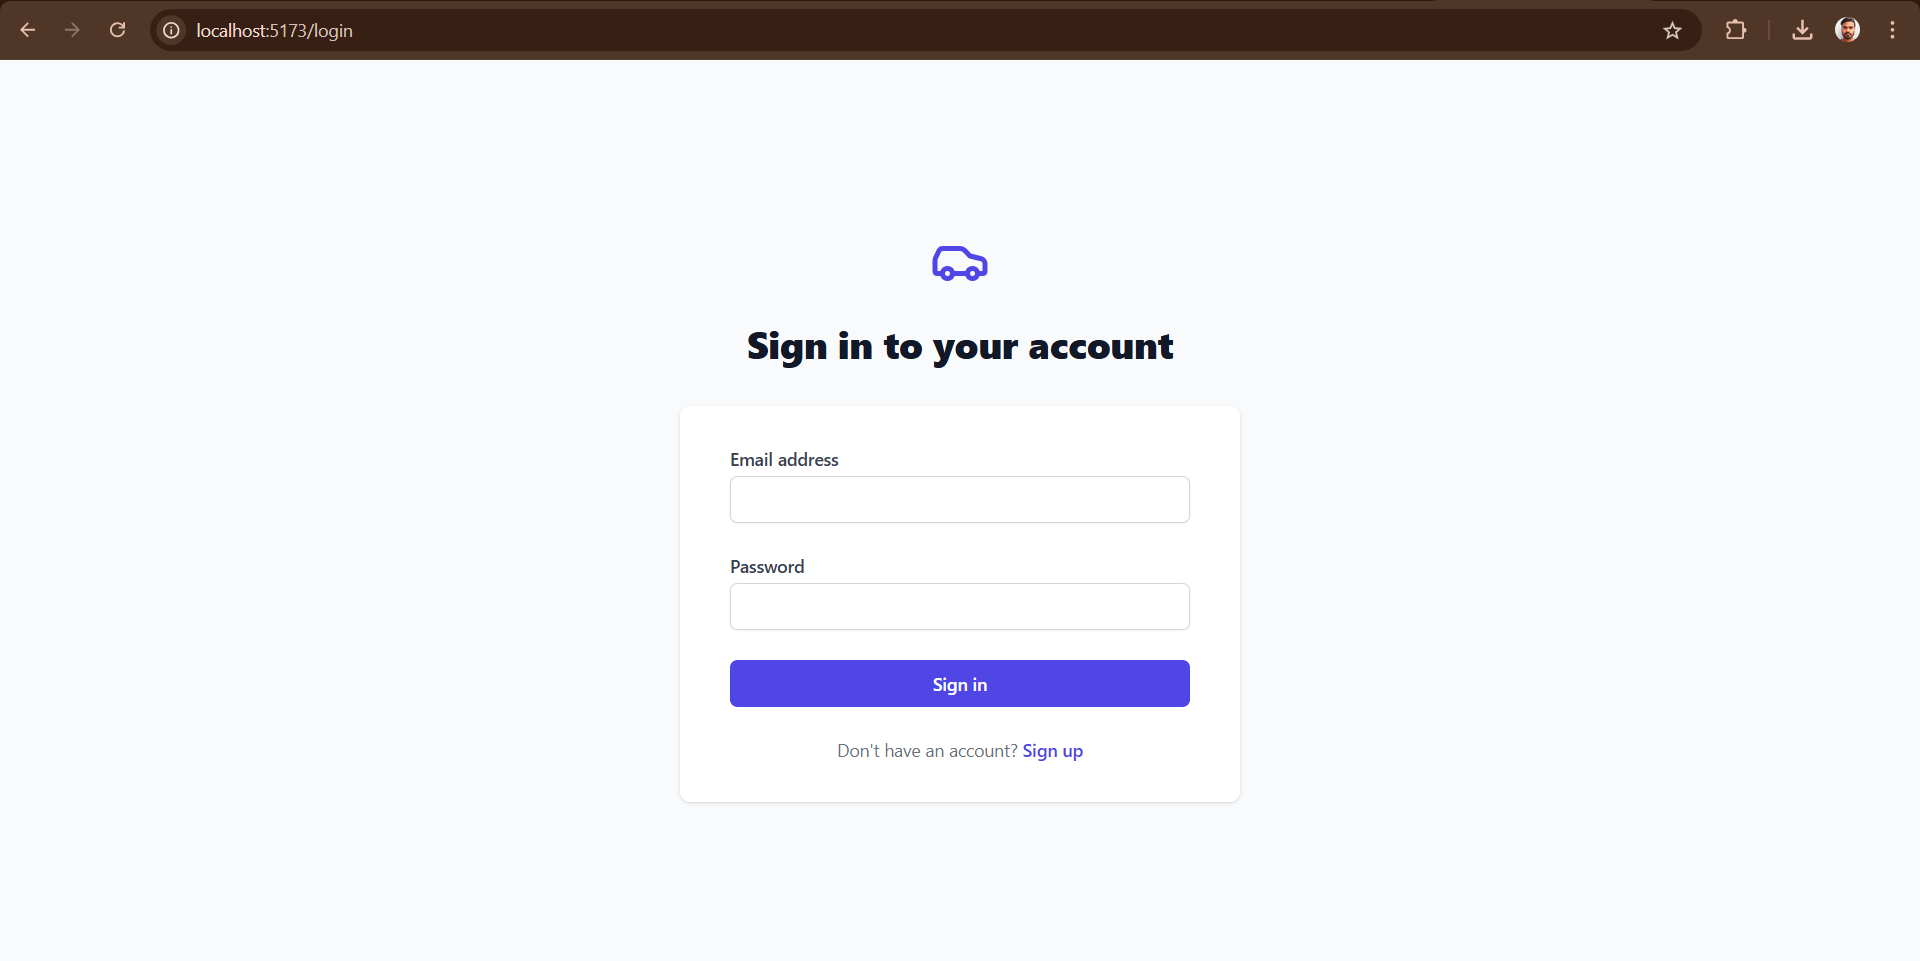 localhost:5173/login
Sign in to your account
Email address
Password
Sign in
Don't have an account? Sign up